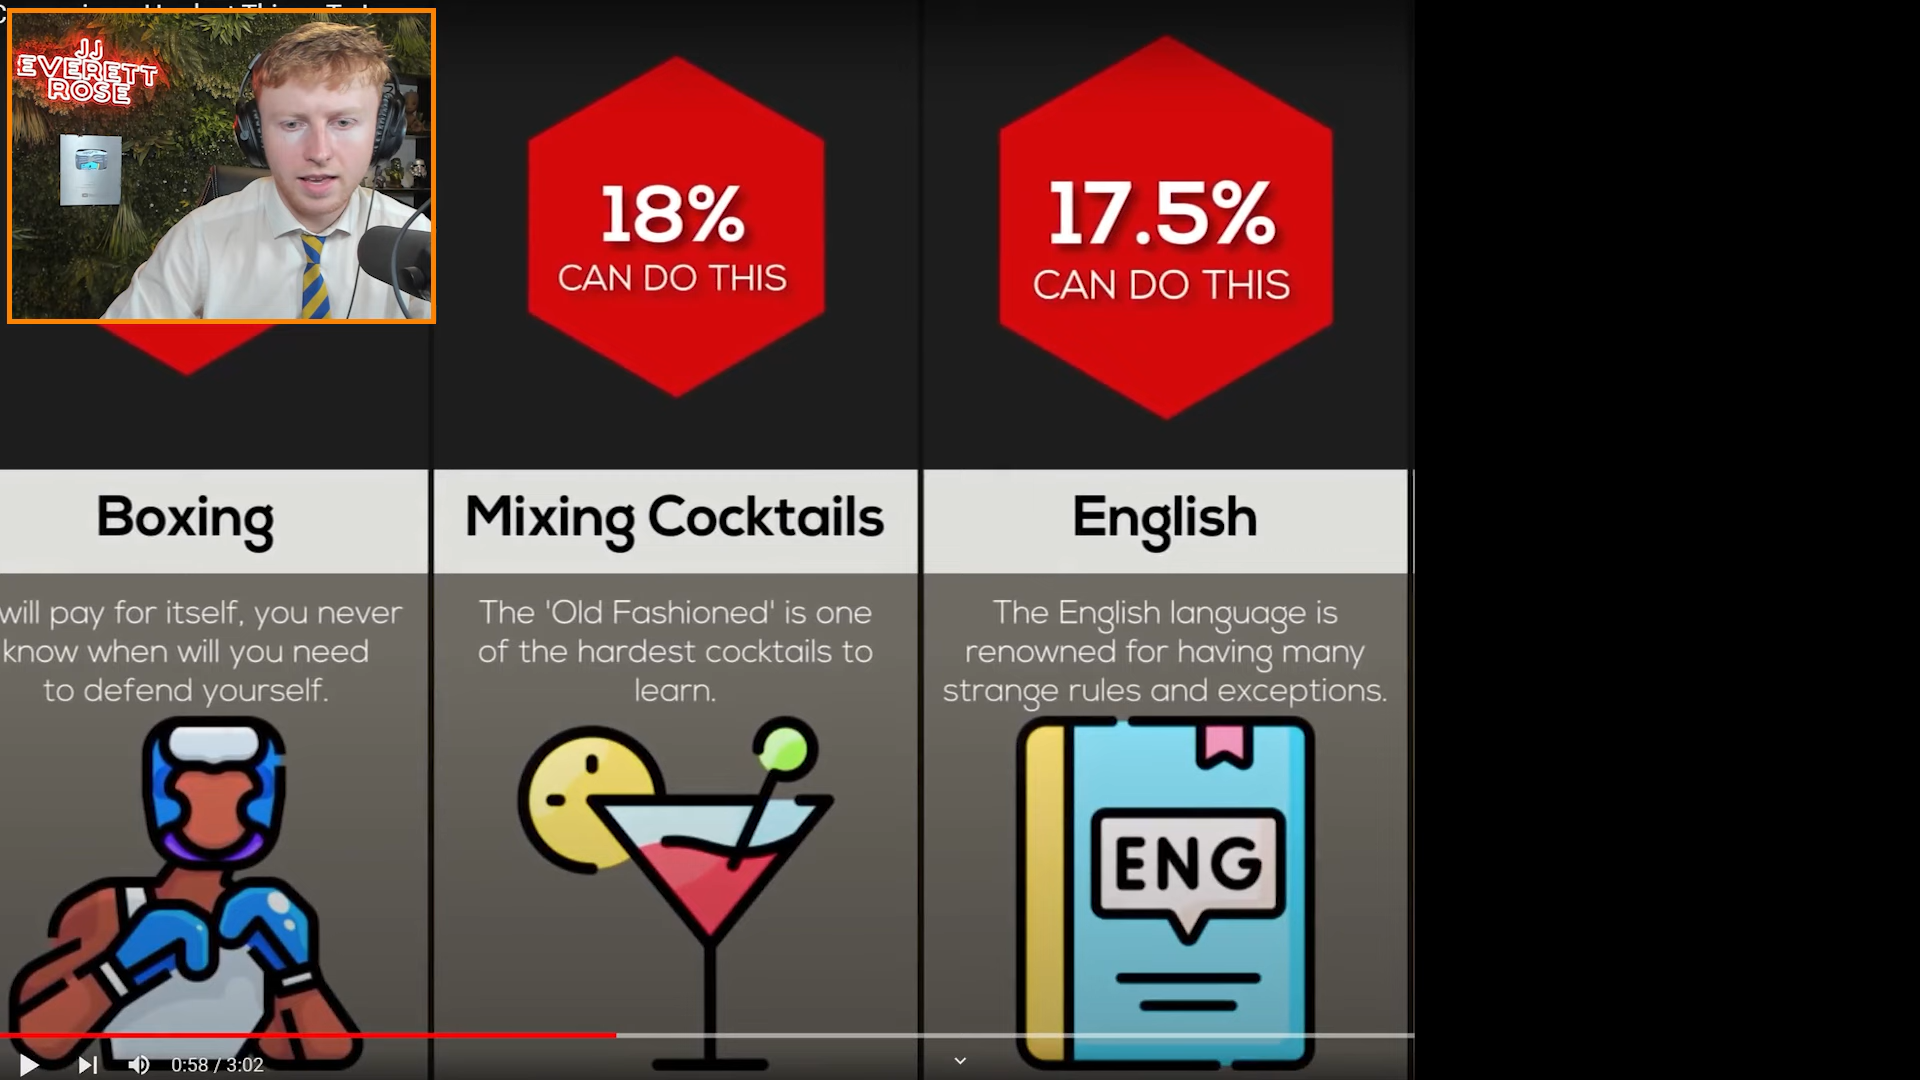 JJ
EVERETT
ROSE
18%
CAN DO THIS
17.5%
CAN DO THIS
Boxing
Mixing Cocktails
English
will pay for itself, you never
know when will you need
to defend yourself.
The 'Old Fashioned' is one
of the hardest cocktails to
learn.
The English language is
renowned for having many
strange rules and exceptions.
ENG
0:58 / 3:02